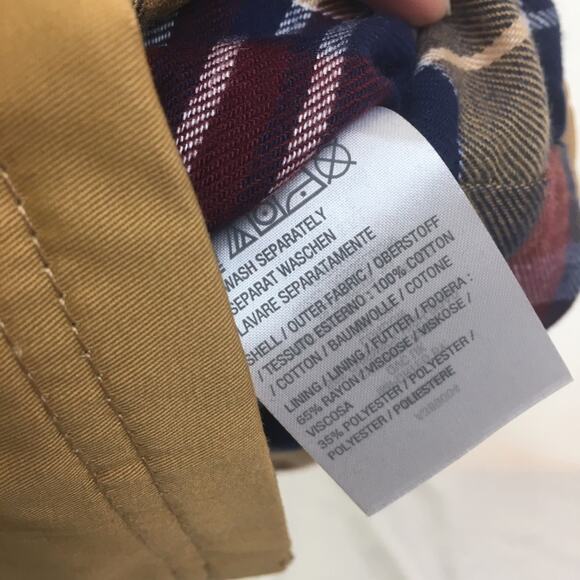 WASH SEPARATELY
SEPARAT WASCHEN
LAVARE SEPARATAMENTE
SHELL / OUTER FABRIC / OBERSTOFF
/ TESSUTO ESTERNO : 100% COTTON
/ COTTON / BAUMWOLLE / COTONE
LINING / LINING / FUTTER / FODERA :
65% RAYON / VISCOSE / VISKOSE /
VISCOSA
35% POLYESTER / POLYESTER /
POLYESTER / POLIESTERE